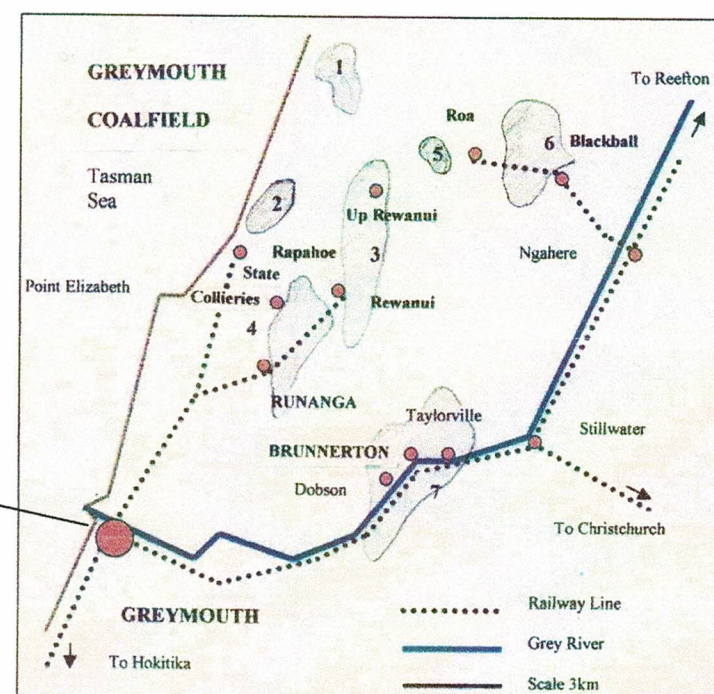 GREYMOUTH
COALFIELD
Tasman
Sea
1
To Reefton
Roa
6
Blackball
5
2
Up Rewanui
Rapahoe
3
Ngahere
State
Point Elizabeth
Collieries
Rewanui
4
RUNANGA
Taylorville
Stillwater
BRUNNERTON
Dobson
7
To Christchurch
GREYMOUTH
Railway Line
Grey River
To Hokitika
Scale 3km